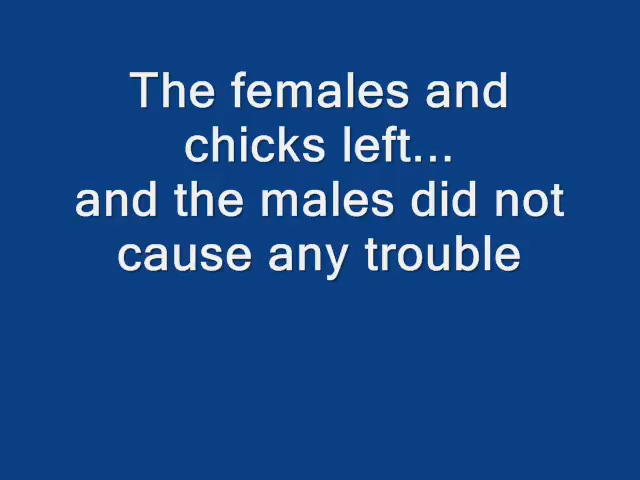 The females and
chicks left...
and the males did not
cause any trouble